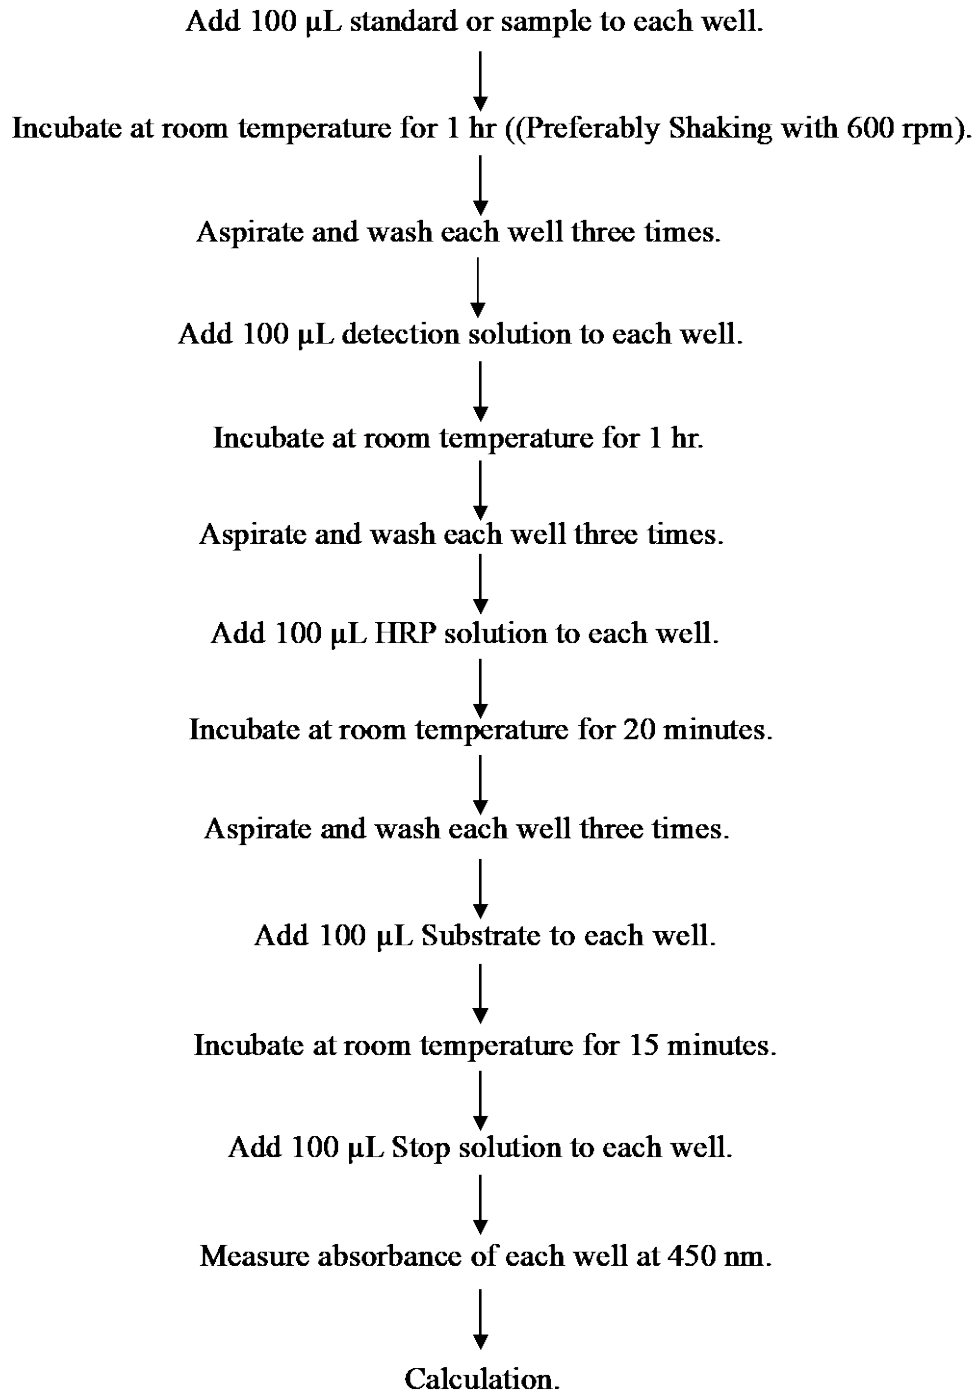 Add 100 µL standard or sample to each well.
Incubate at room temperature for 1 hr ((Preferably Shaking with 600 rpm).
Aspirate and wash each well three times.
Add 100 µL detection solution to each well.
Incubate at room temperature for 1 hr.
Aspirate and wash each well three times.
Add 100 µL HRP solution to each well.
Incubate at room temperature for 20 minutes.
Aspirate and wash each well three times.
Add 100 µL Substrate to each well.
Incubate at room temperature for 15 minutes.
Add 100 µL Stop solution to each well.
Measure absorbance of each well at 450 nm.
Calculation.